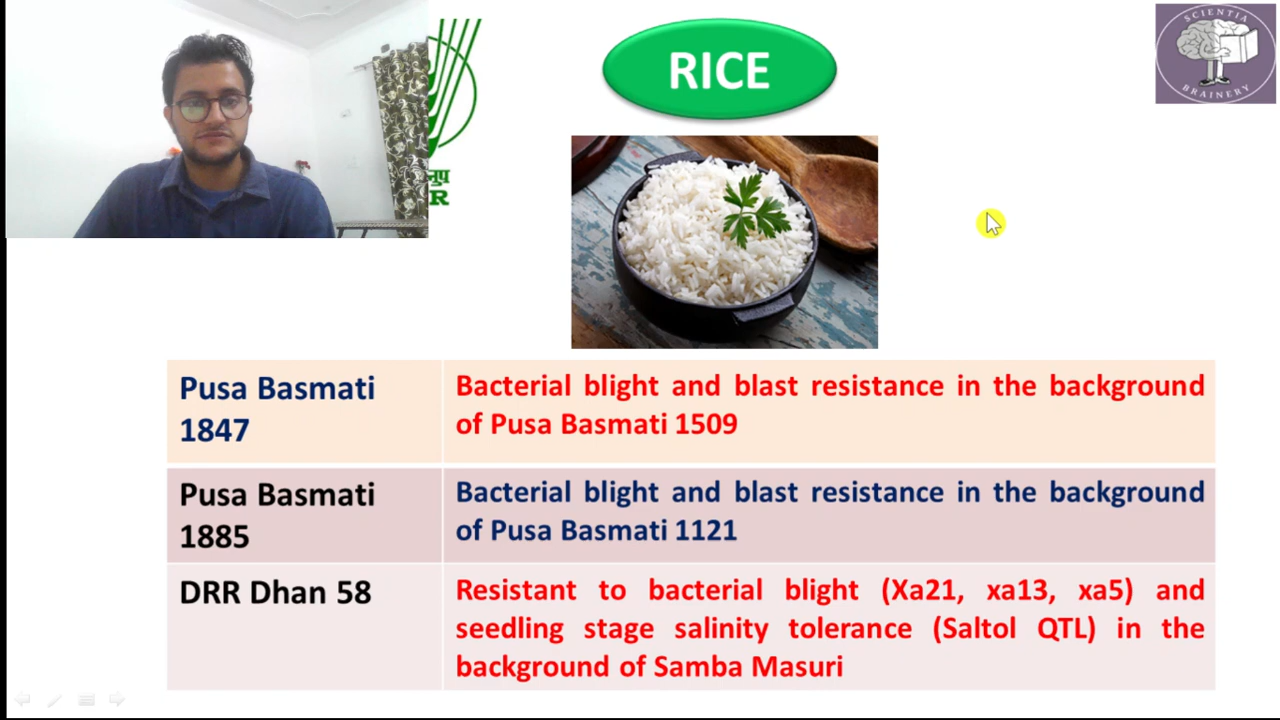 RICE
SCIENTIA
BRAINERY
R
Pusa Basmati
1847
Bacterial blight and blast resistance in the background
of Pusa Basmati 1509
Pusa Basmati
1885
Bacterial blight and blast resistance in the background
of Pusa Basmati 1121
DRR Dhan 58
Resistant to bacterial blight (Xa21, xa13, xa5) and
seedling stage salinity tolerance (Saltol QTL) in the
background of Samba Masuri